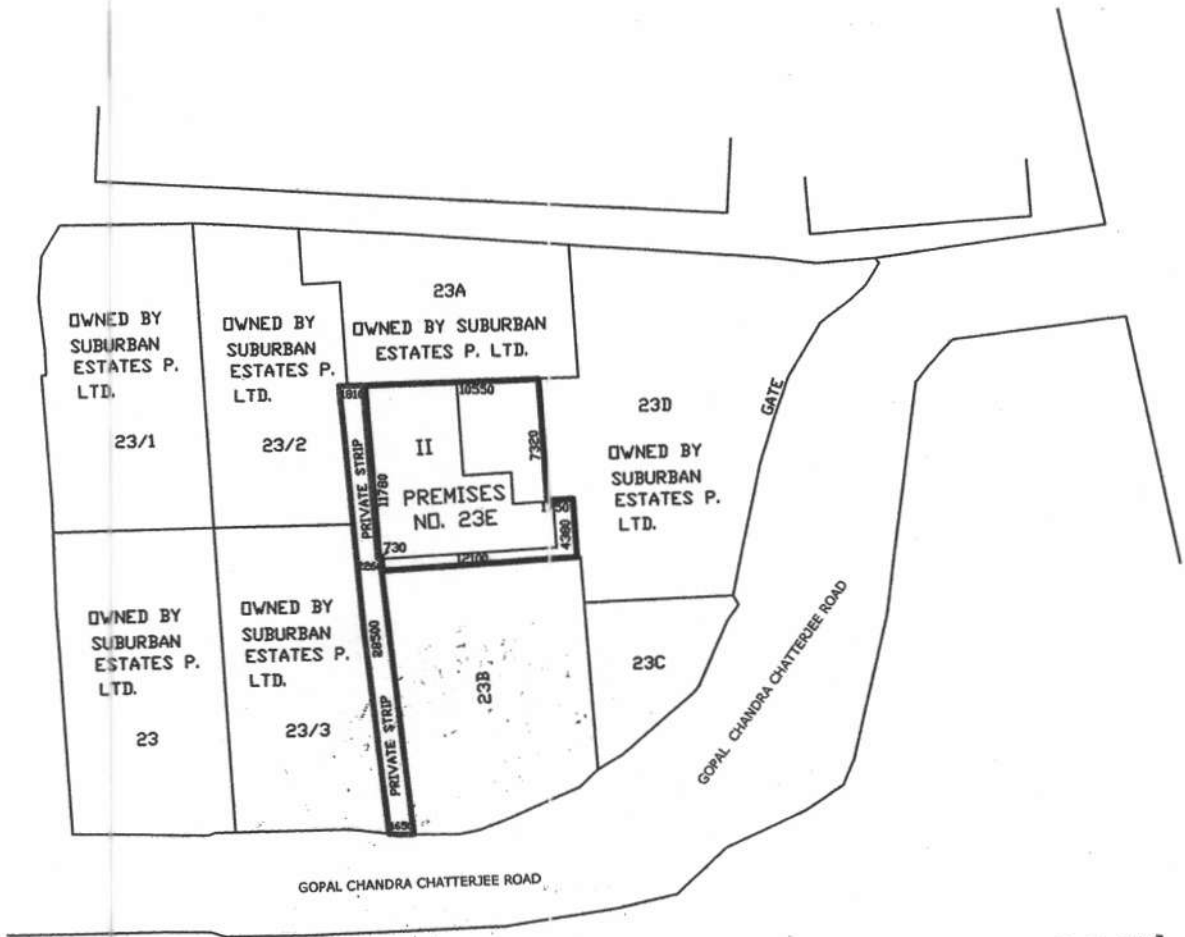 23A
OWNED BY SUBURBAN
ESTATES P. LTD.
OWNED BY
SUBURBAN
ESTATES P.
LTD.
23/1
OWNED BY
SUBURBAN
ESTATES P.
LTD.
23/2
1810
10550
7320
II
PREMISES
NO. 23E
PRIVATE STRIP
11780
730
12100
4380
23D
OWNED BY
SUBURBAN
ESTATES P.
LTD.
GATE
OWNED BY
SUBURBAN
ESTATES P.
LTD.
23
OWNED BY
SUBURBAN
ESTATES P.
LTD.
23/3
28500
PRIVATE STRIP
1650
23B
23C
GOPAL CHANDRA CHATTERJEE ROAD
GOPAL CHANDRA CHATTERJEE ROAD